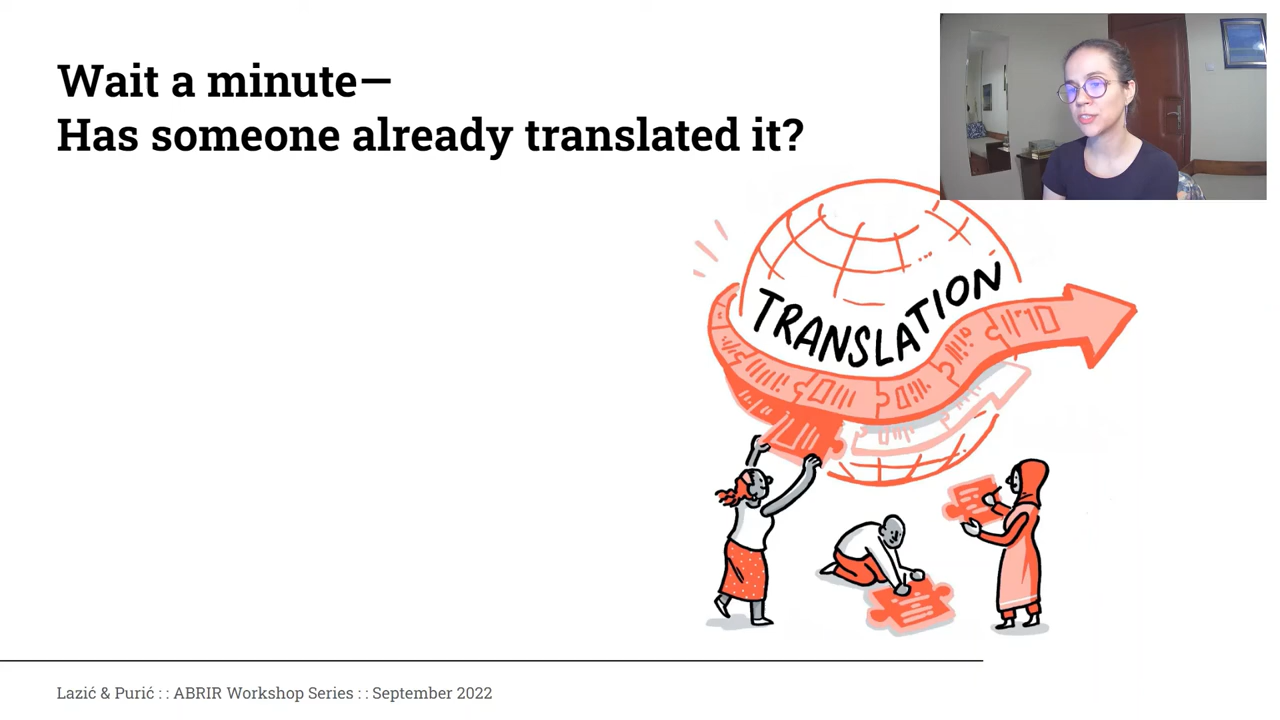 Wait a minute—
Has someone already translated it?
TRANSLATION
Lazić & Purić : : ABRIR Workshop Series : : September 2022